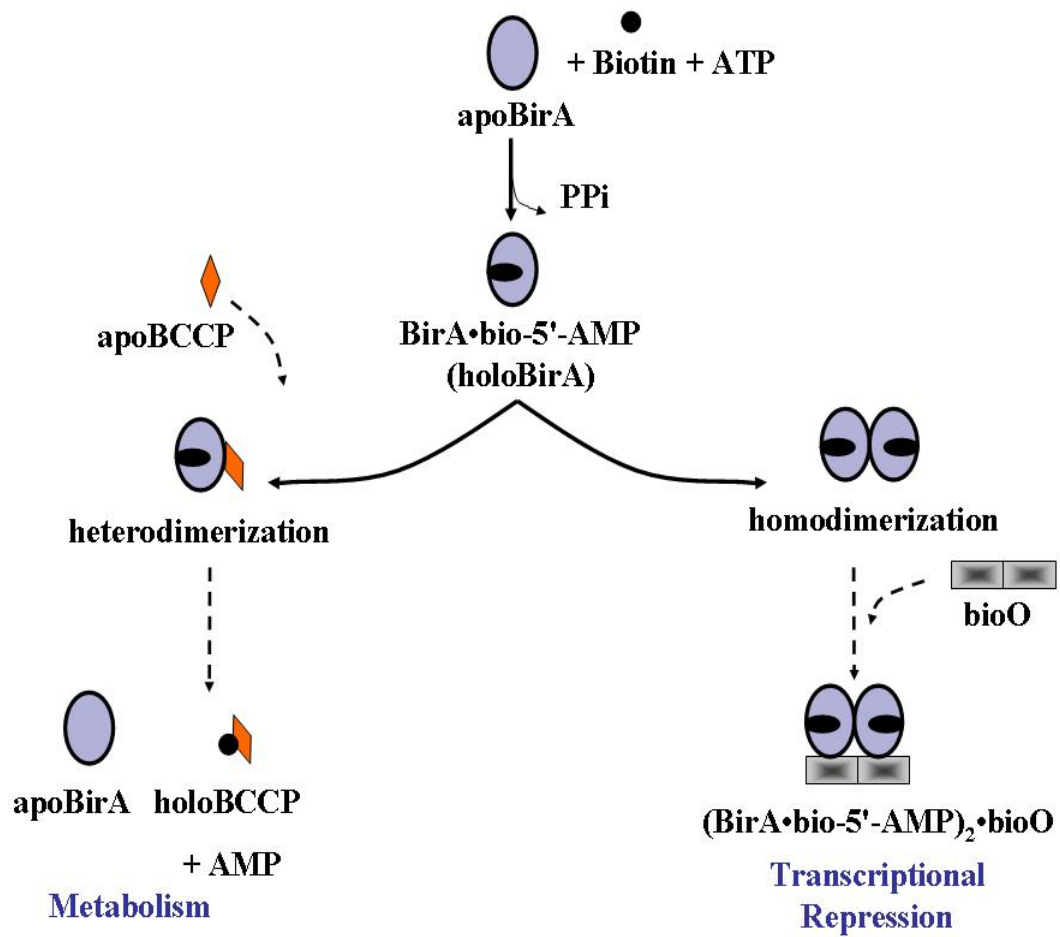 + Biotin + ATP
apoBirA
PPi
apoBCCP
BirA•bio-5'-AMP
(holoBirA)
heterodimerization
homodimerization
bioO
apoBirA
holoBCCP
+ AMP
Metabolism
(BirA•bio-5'-AMP)₂•bioO
Transcriptional
Repression